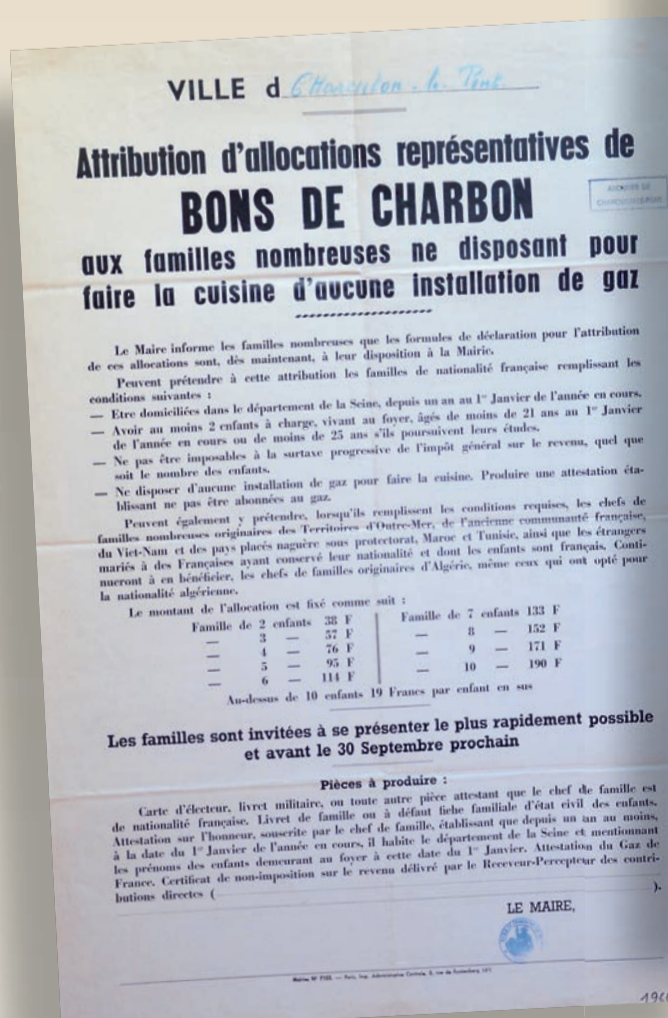 VILLE d Charenton-le-Pont
Attribution d'allocations représentatives de
BONS DE CHARBON
ARCHIVES DE
CHARENTON-LE-PONT
aux familles nombreuses ne disposant pour
faire la cuisine d'aucune installation de gaz
Le Maire informe les familles nombreuses que les formules de déclaration pour l'attribution
de ces allocations sont, dès maintenant, à leur disposition à la Mairie.
Peuvent prétendre à cette attribution les familles de nationalité française remplissant les
conditions suivantes :
— Etre domiciliées dans le département de la Seine, depuis un an au 1er Janvier de l'année en cours.
— Avoir au moins 2 enfants à charge, vivant au foyer, âgés de moins de 21 ans au 1er Janvier
de l'année en cours ou de moins de 25 ans s'ils poursuivent leurs études.
— Ne pas être imposables à la surtaxe progressive de l'impôt général sur le revenu, quel que
soit le nombre des enfants.
— Ne disposer d'aucune installation de gaz pour faire la cuisine. Produire une attestation éta-
blissant ne pas être abonnées au gaz.
Peuvent également y prétendre, lorsqu'ils remplissent les conditions requises, les chefs de
familles nombreuses originaires des Territoires d'Outre-Mer, de l'ancienne communauté française,
du Viet-Nam et des pays placés naguère sous protectorat, Maroc et Tunisie, ainsi que les étrangers
mariés à des Françaises ayant conservé leur nationalité et dont les enfants sont français. Conti-
nueront à en bénéficier, les chefs de familles originaires d'Algérie, même ceux qui ont opté pour
la nationalité algérienne.
Le montant de l'allocation est fixé comme suit :
Famille de 2 enfants 38 F
— 3 — 57 F
— 4 — 76 F
— 5 — 95 F
— 6 — 114 F
Famille de 7 enfants 133 F
— 8 — 152 F
— 9 — 171 F
— 10 — 190 F
Au-dessus de 10 enfants 19 Francs par enfant en sus
Les familles sont invitées à se présenter le plus rapidement possible
et avant le 30 Septembre prochain
Pièces à produire :
Carte d'électeur, livret militaire, ou toute autre pièce attestant que le chef de famille est
de nationalité française. Livret de famille ou à défaut fiche familiale d'état civil des enfants.
Attestation sur l'honneur, souscrite par le chef de famille, établissant que depuis un an au moins,
à la date du 1er Janvier de l'année en cours, il habite le département de la Seine et mentionnant
les prénoms des enfants demeurant au foyer à cette date du 1er Janvier. Attestation du Gaz de
France. Certificat de non-imposition sur le revenu délivré par le Receveur-Percepteur des contri-
butions directes ( ).
LE MAIRE,
Paris, Imp. Administrative Centrale, 8, rue de Furstenberg
196